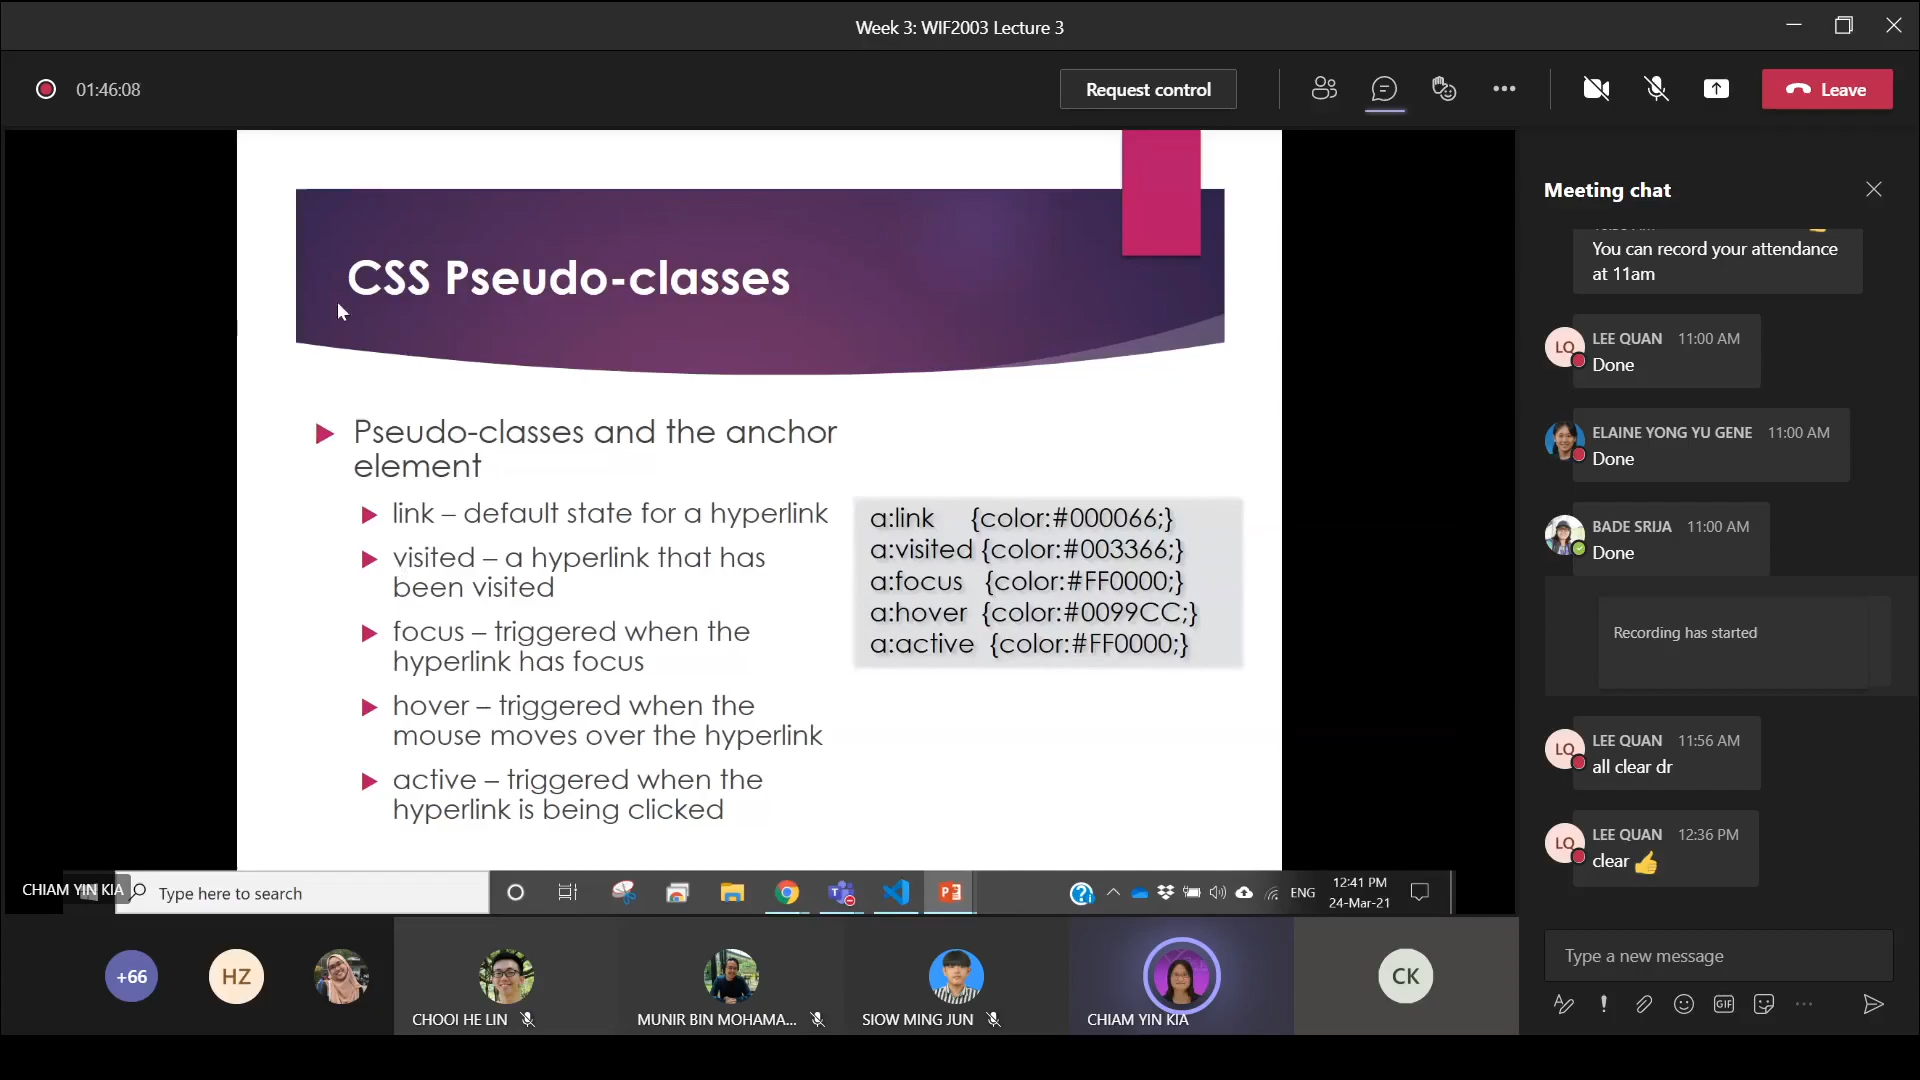 Week 3: WIF2003 Lecture 3
01:46:08
Request control
Leave
CSS Pseudo-classes
Pseudo-classes and the anchor
element
link – default state for a hyperlink
visited – a hyperlink that has
been visited
focus – triggered when the
hyperlink has focus
hover – triggered when the
mouse moves over the hyperlink
active – triggered when the
hyperlink is being clicked
a:link {color:#000066;}
a:visited {color:#003366;}
a:focus {color:#FF0000;}
a:hover {color:#0099CC;}
a:active {color:#FF0000;}
Meeting chat
You can record your attendance
at 11am
LQ
LEE QUAN 11:00 AM
Done
ELAINE YONG YU GENE 11:00 AM
Done
BADE SRIJA 11:00 AM
Done
Recording has started
LQ
LEE QUAN 11:56 AM
all clear dr
LQ
LEE QUAN 12:36 PM
clear 👍
Type a new message
GIF
CHIAM YIN KIA
Type here to search
ENG
12:41 PM
24-Mar-21
+66
HZ
CHOOI HE LIN
MUNIR BIN MOHAMA...
SIOW MING JUN
CHIAM YIN KIA
CK